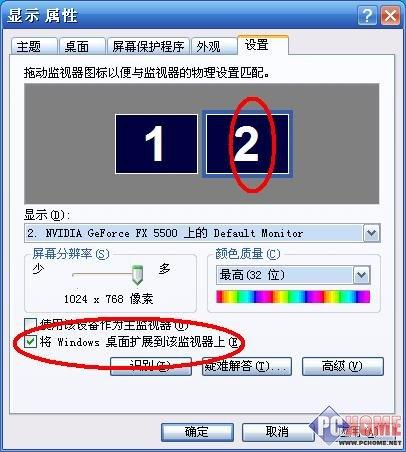 显示 属性
主题
桌面
屏幕保护程序
外观
设置
拖动监视器图标以便与监视器的物理设置匹配。
1
2
显示(D):
2. NVIDIA GeForce FX 5500 上的 Default Monitor
屏幕分辨率(S)
少
多
1024 x 768 像素
颜色质量(C)
最高(32 位)
使用该设备作为主监视器(U)
将 Windows 桌面扩展到该监视器上(E
识别(I)
疑难解答(T)...
高级(V)
确定
取消
应用(A)
PCHOME
WWW.PCHOME.NET